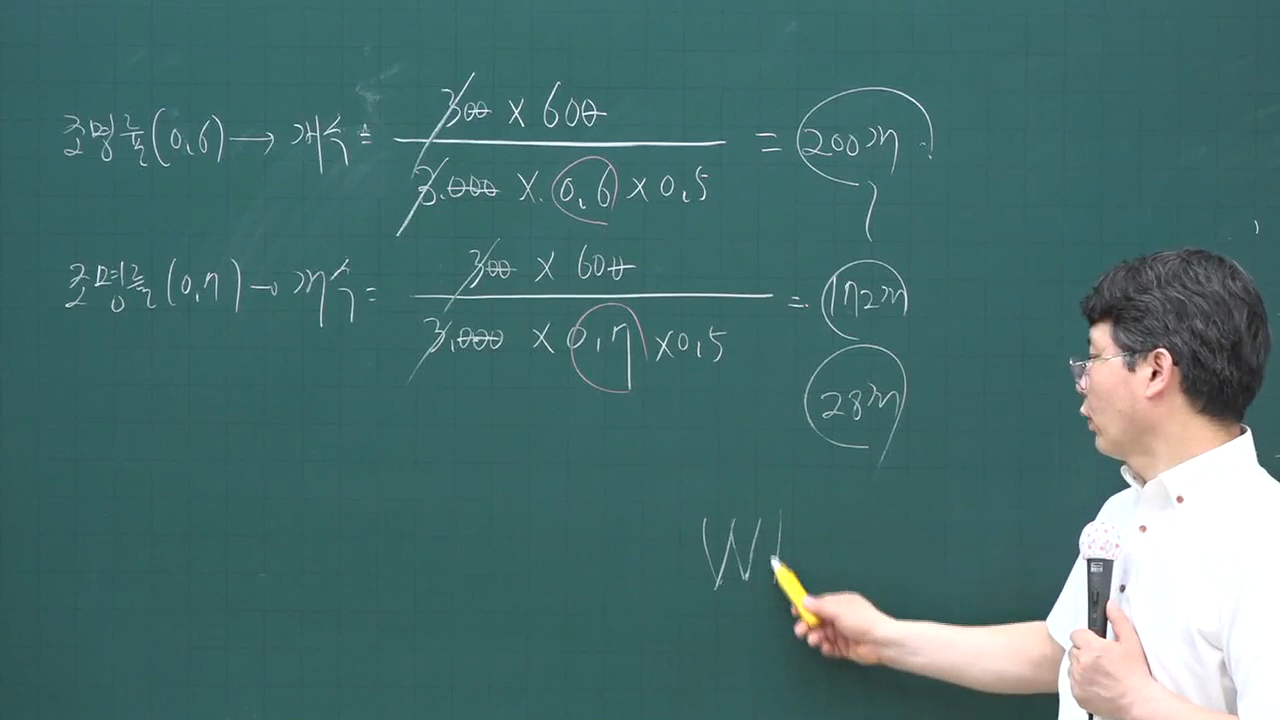 조명률(0.6) → 개수 = 300 × 600 / 3.000 × 0.6 × 0.5 = 200개
조명률(0.7) → 개수 = 300 × 600 / 3.000 × 0.7 × 0.5 = 172개
28개
W